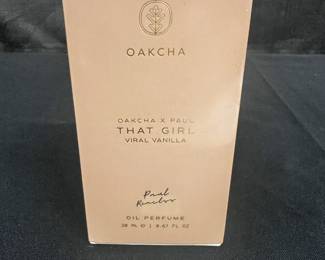 OAKCHA
OAKCHA X PAUL
THAT GIRL
VIRAL VANILLA
Paul
OIL PERFUME